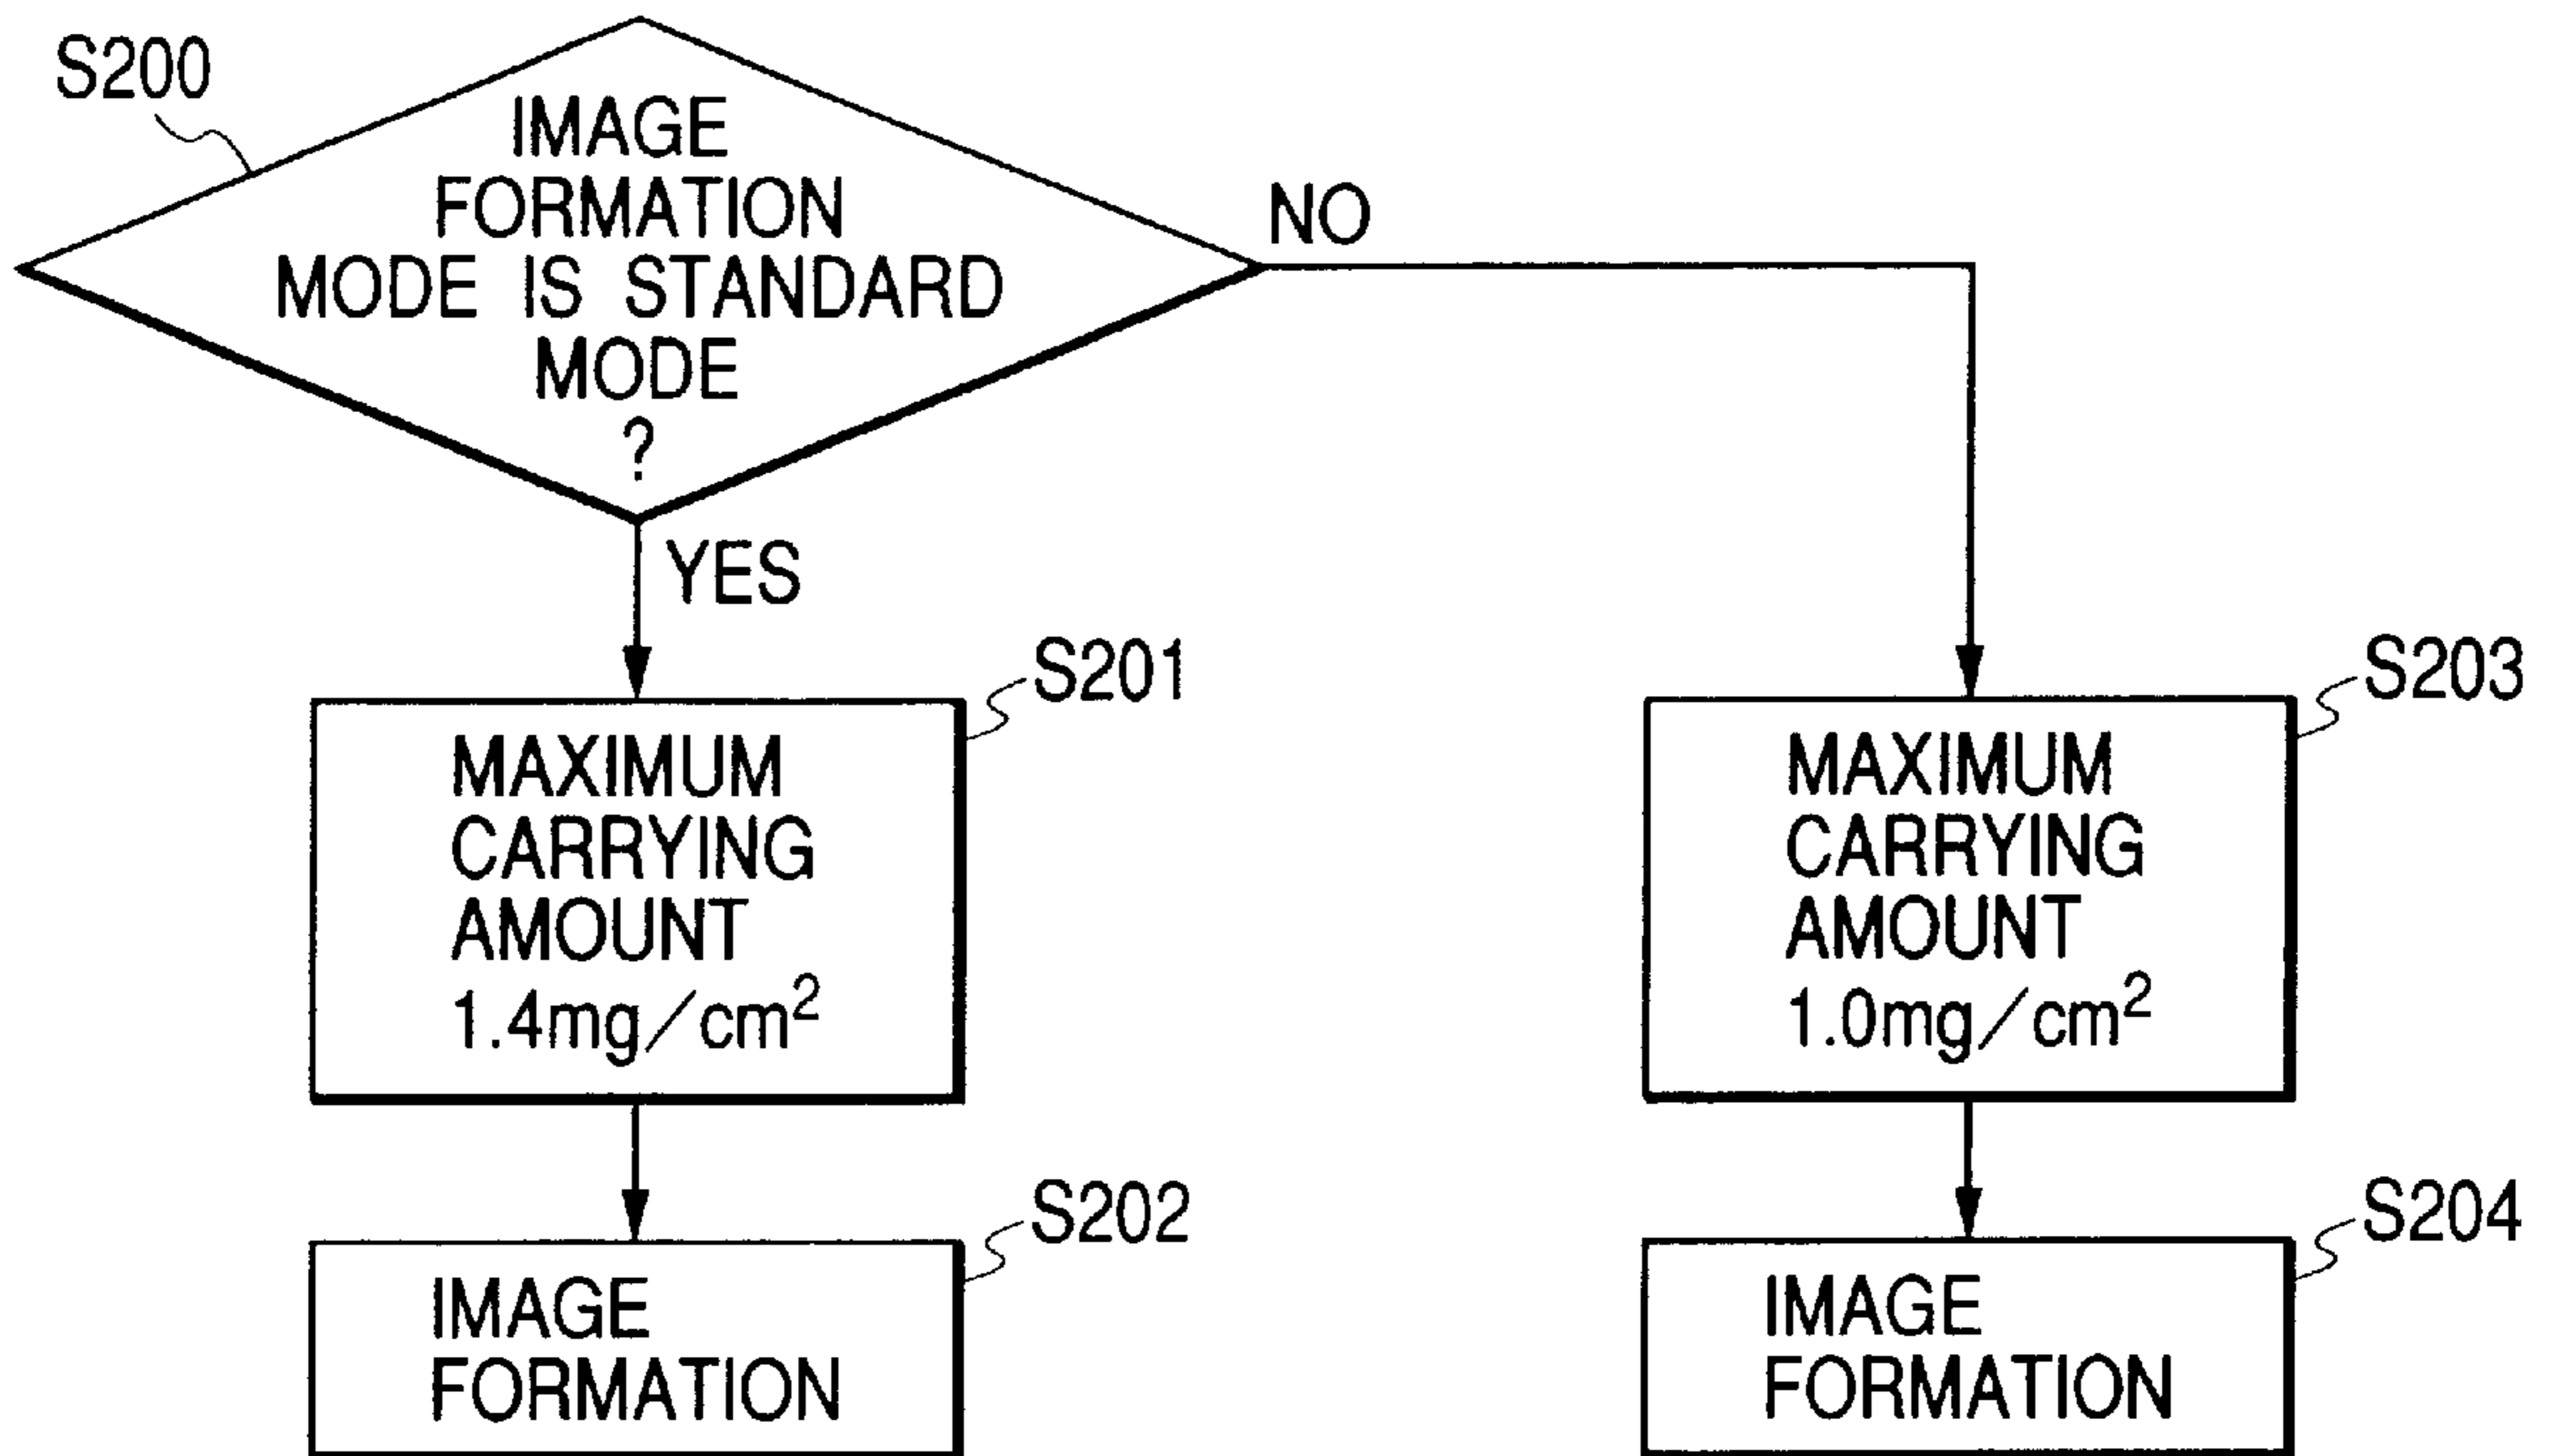 S200
IMAGE
FORMATION
MODE IS STANDARD
MODE
?
NO
YES
S201
MAXIMUM
CARRYING
AMOUNT
1.4mg/cm²
S203
MAXIMUM
CARRYING
AMOUNT
1.0mg/cm²
S202
IMAGE
FORMATION
S204
IMAGE
FORMATION